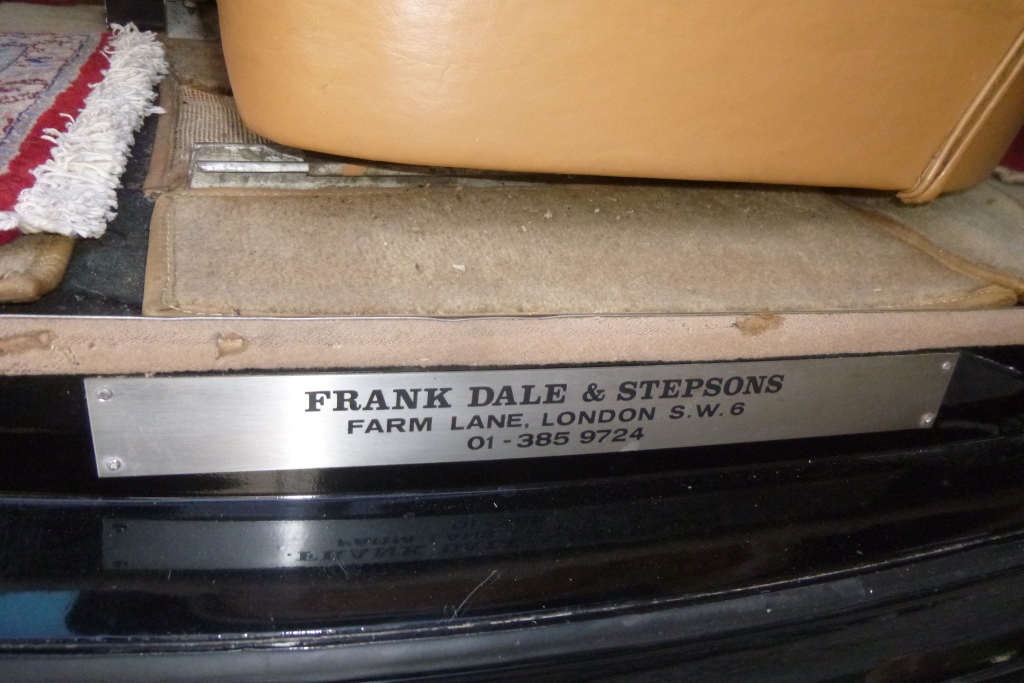 FRANK DALE & STEPSONS
FARM LANE, LONDON S.W. 6
01 - 385 9724